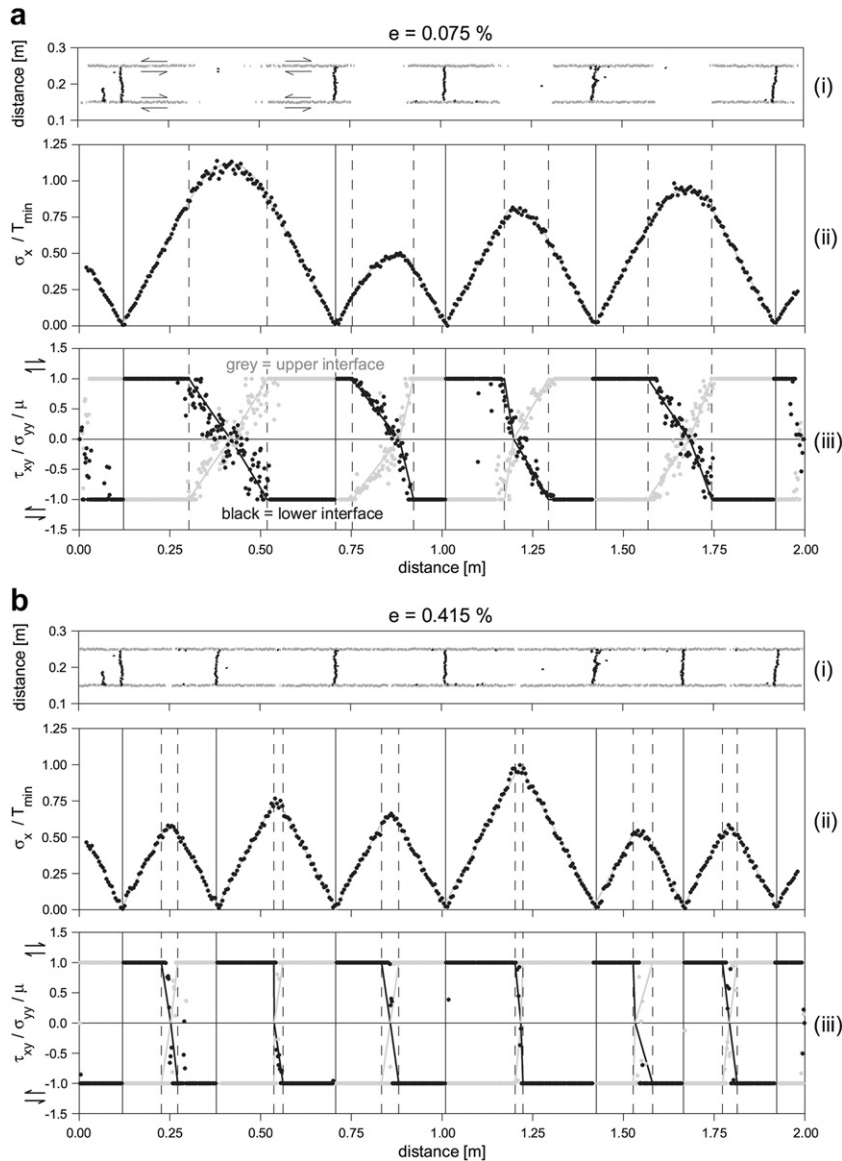 a
e = 0.075 %
distance [m]
0.3
0.2
0.1
(i)
σx / Tmin
1.25
1.00
0.75
0.50
0.25
0.00
(ii)
τxy / σyy / μ
1.5
1.0
0.5
0.0
-0.5
-1.0
-1.5
grey = upper interface
black = lower interface
(iii)
0.00 0.25 0.50 0.75 1.00 1.25 1.50 1.75 2.00
distance [m]
b
e = 0.415 %
distance [m]
0.3
0.2
0.1
(i)
σx / Tmin
1.25
1.00
0.75
0.50
0.25
0.00
(ii)
τxy / σyy / μ
1.5
1.0
0.5
0.0
-0.5
-1.0
-1.5
(iii)
0.00 0.25 0.50 0.75 1.00 1.25 1.50 1.75 2.00
distance [m]